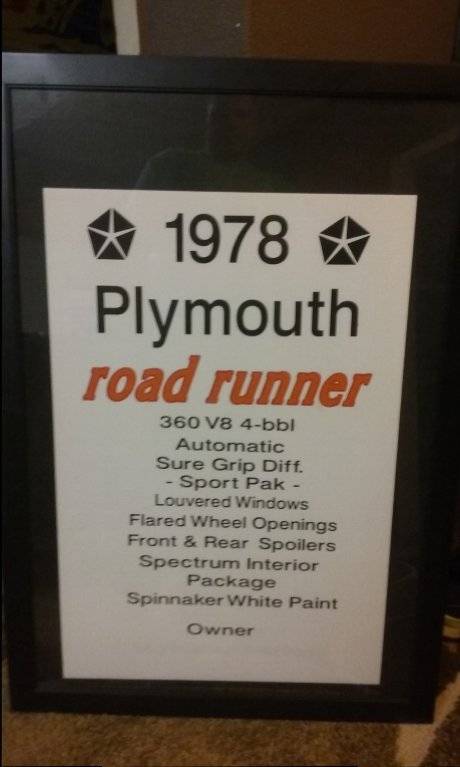 1978
Plymouth
road runner
360 V8 4-bbl
Automatic
Sure Grip Diff.
- Sport Pak -
Louvered Windows
Flared Wheel Openings
Front & Rear Spoilers
Spectrum Interior
Package
Spinnaker White Paint
Owner